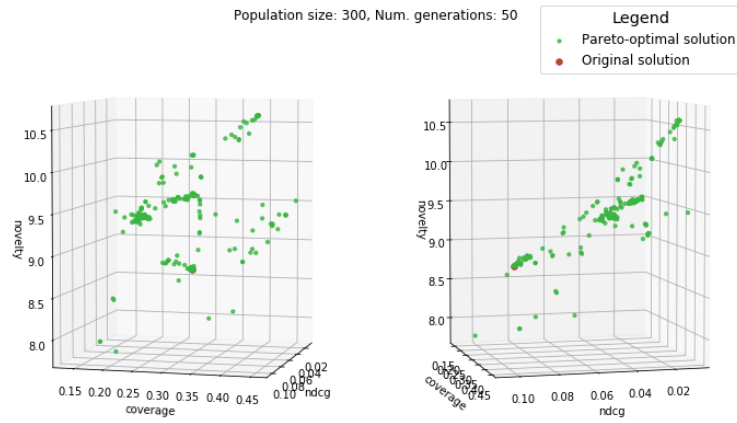 Population size: 300, Num. generations: 50
Legend
Pareto-optimal solution
Original solution
10.5
10.0
9.5
9.0
8.5
8.0
novelty
0.15 0.20 0.25 0.30 0.35 0.40 0.45
coverage
0.02
0.04
0.06
0.08
0.10
ndcg
10.5
10.0
9.5
9.0
8.5
8.0
novelty
0.15
0.45
coverage
0.10 0.08 0.06 0.04 0.02
ndcg